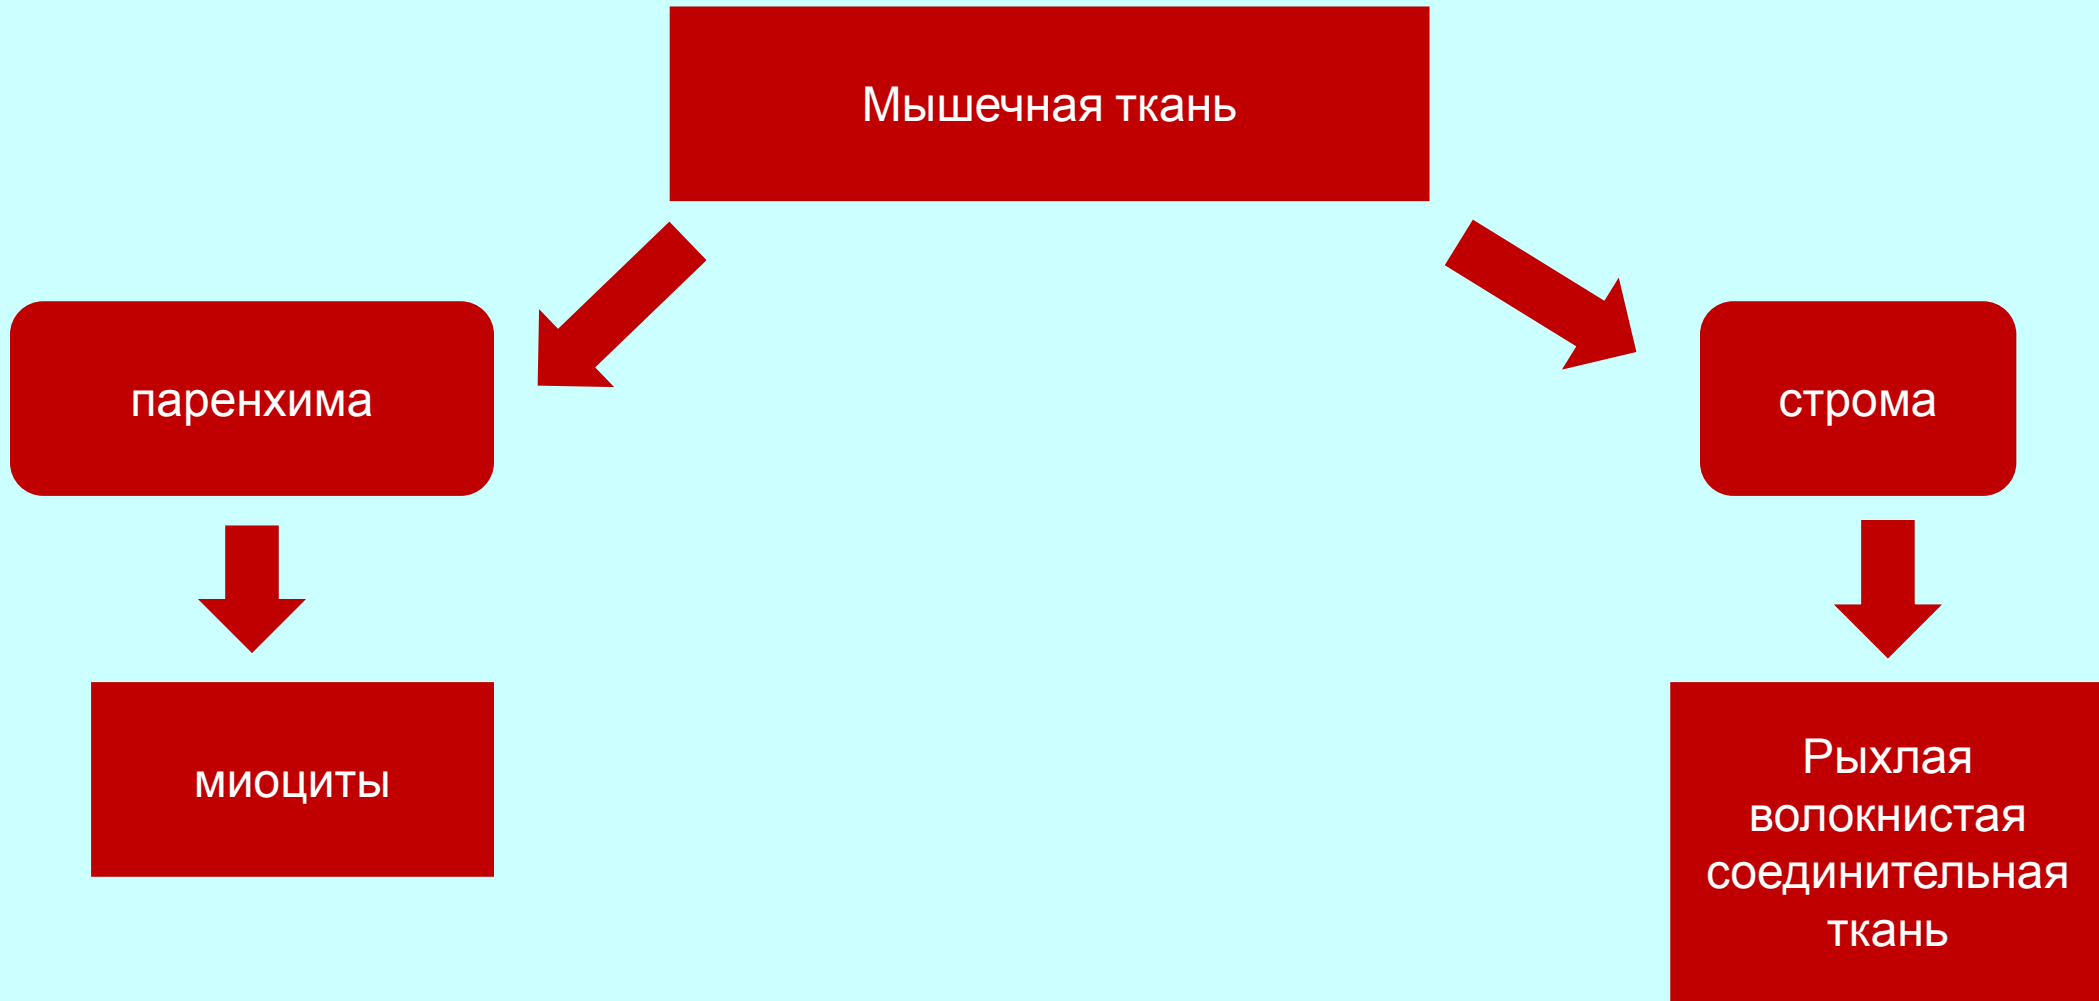 Мышечная ткань
паренхима
строма
миоциты
Рыхлая
волокнистая
соединительная
ткань